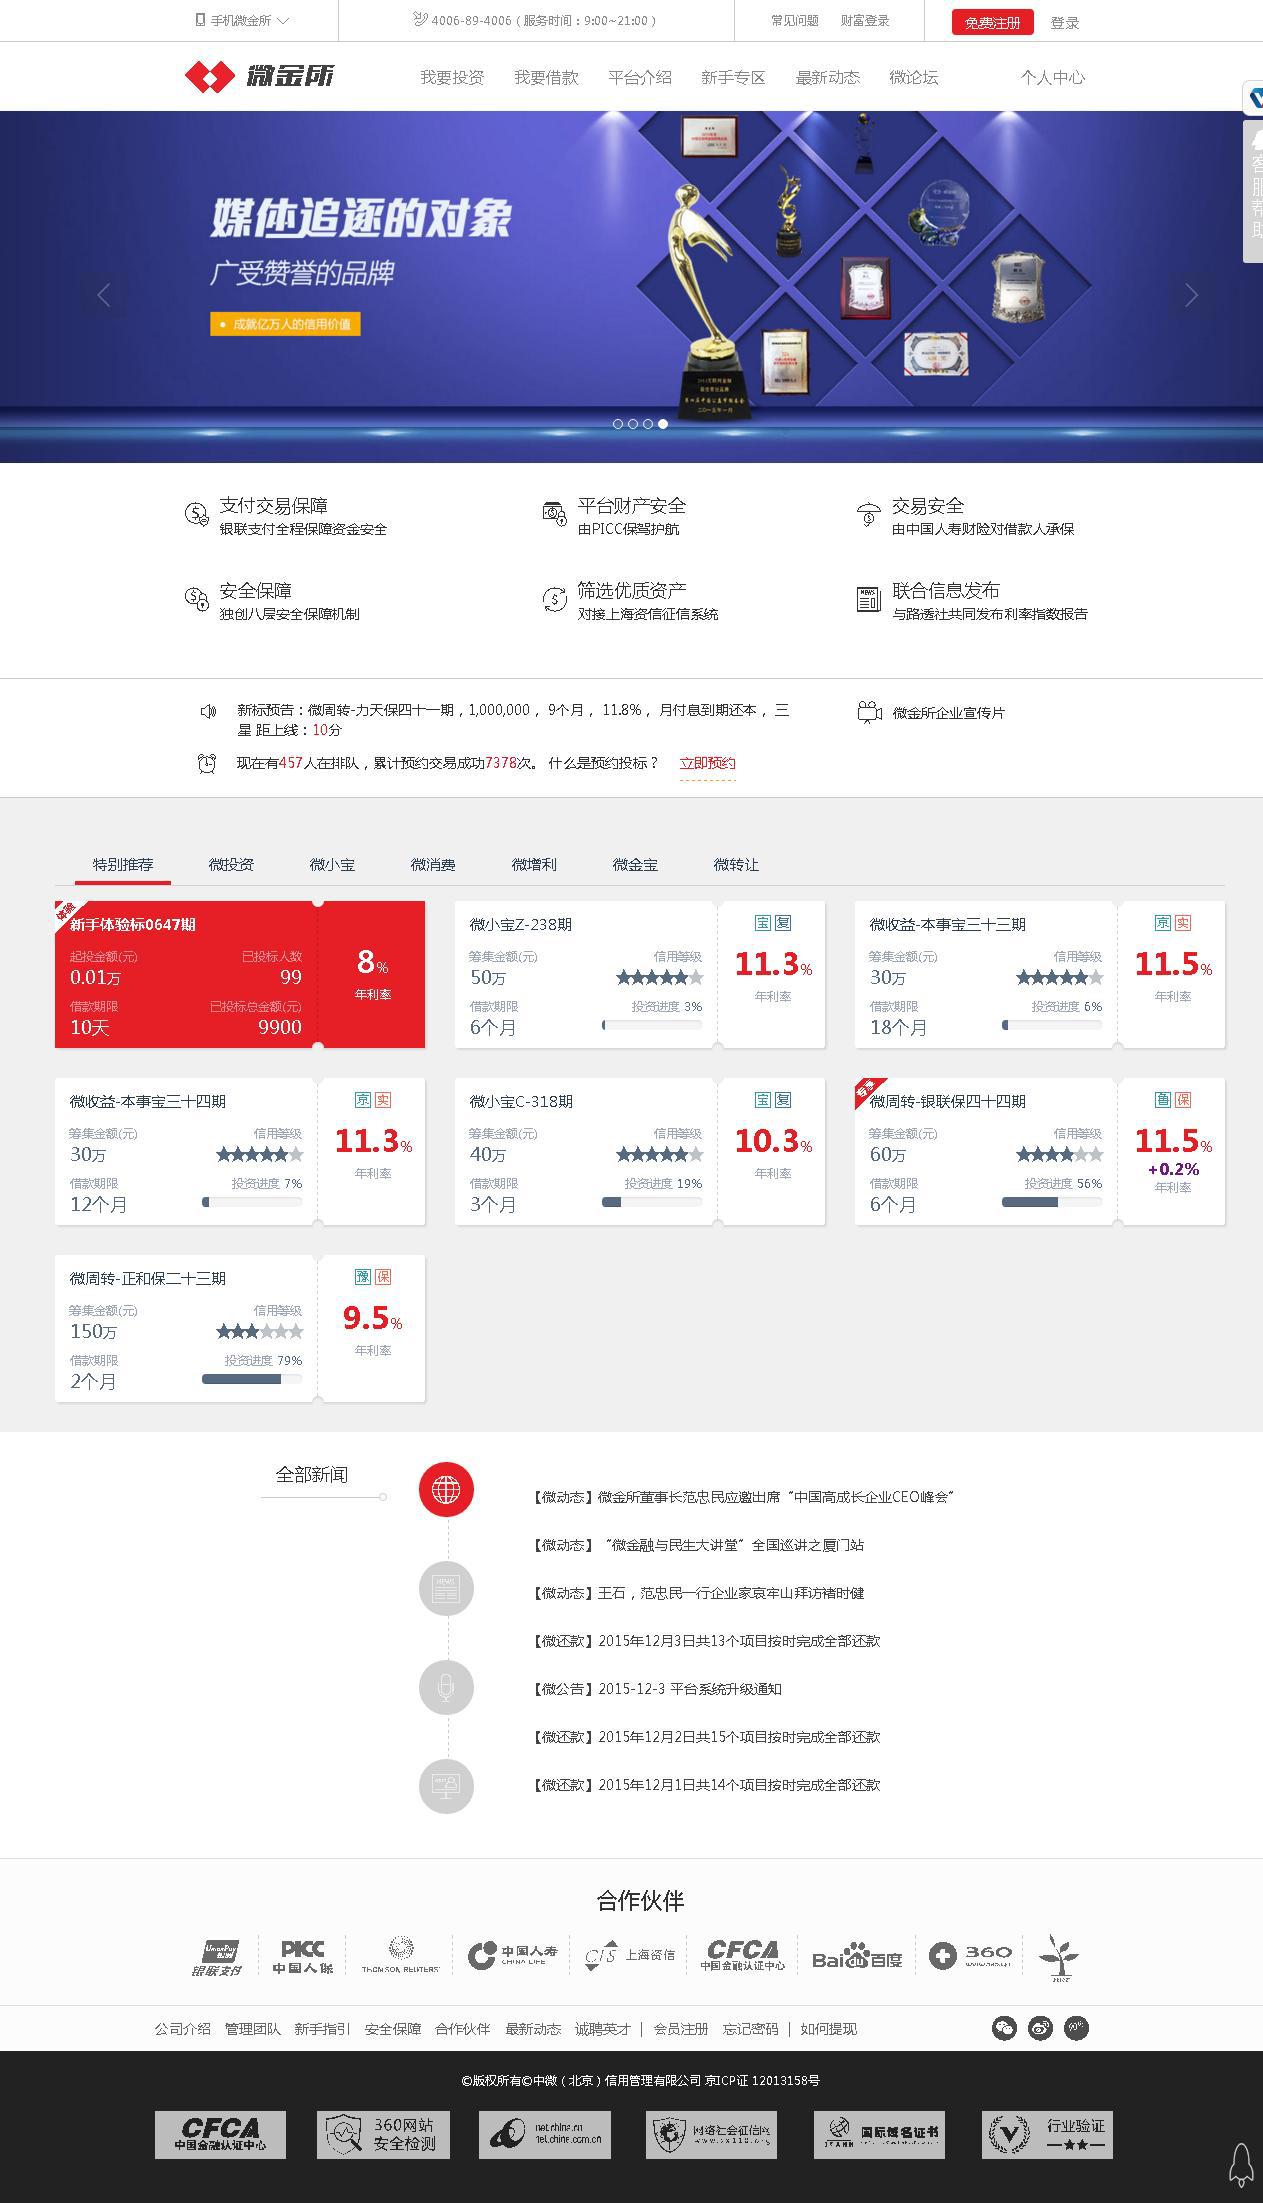 手机微金所
4006-89-4006（服务时间：9:00~21:00）
常见问题 财富登录
免费注册 登录
微金所
我要投资 我要借款 平台介绍 新手专区 最新动态 微论坛 个人中心
客服帮助
媒体追逐的对象
广受赞誉的品牌
成就亿万人的信用价值
支付交易保障
银联支付全程保障资金安全
平台财产安全
由PICC保驾护航
交易安全
由中国人寿财险对借款人承保
安全保障
独创八层安全保障机制
筛选优质资产
对接上海资信征信系统
联合信息发布
与路透社共同发布利率指数报告
新标预告：微周转-力天保四十一期，1,000,000， 9个月， 11.8%， 月付息到期还本， 三
星 距上线：10分
微金所企业宣传片
现在有457人在排队，累计预约交易成功7378次。 什么是预约投标？ 立即预约
特别推荐 微投资 微小宝 微消费 微增利 微金宝 微转让
体验
新手体验标0647期
起投金额(元) 已投标人数
0.01万 99
借款期限 已投标总金额(元)
10天 9900
8%
年利率
微小宝Z-238期
筹集金额(元) 信用等级
50万
借款期限 投资进度 3%
6个月
宝 复
11.3%
年利率
微收益-本事宝三十三期
筹集金额(元) 信用等级
30万
借款期限 投资进度 6%
18个月
京 实
11.5%
年利率
微收益-本事宝三十四期
筹集金额(元) 信用等级
30万
借款期限 投资进度 7%
12个月
京 实
11.3%
年利率
微小宝C-318期
筹集金额(元) 信用等级
40万
借款期限 投资进度 19%
3个月
宝 复
10.3%
年利率
微周转-银联保四十四期
筹集金额(元) 信用等级
60万
借款期限 投资进度 56%
6个月
鲁 保
11.5%
+0.2%
年利率
微周转-正和保二十三期
筹集金额(元) 信用等级
150万
借款期限 投资进度 79%
2个月
豫 保
9.5%
年利率
全部新闻
【微动态】微金所董事长范忠民应邀出席“中国高成长企业CEO峰会”
【微动态】“微金融与民生大讲堂”全国巡讲之厦门站
NEWS
【微动态】王石，范忠民一行企业家哀牢山拜访褚时健
【微还款】2015年12月3日共13个项目按时完成全部还款
【微公告】2015-12-3 平台系统升级通知
【微还款】2015年12月2日共15个项目按时完成全部还款
【微还款】2015年12月1日共14个项目按时完成全部还款
合作伙伴
UnionPay 银联
银联支付
PICC
中国人保
THOMSON REUTERS
中国人寿
CHINA LIFE
CIS 上海资信
CFCA
中国金融认证中心
Baidu百度
360
公司介绍 管理团队 新手指引 安全保障 合作伙伴 最新动态 诚聘英才 | 会员注册 忘记密码 | 如何提现
©版权所有©中微（北京）信用管理有限公司 京ICP证 12013158号
CFCA
中国金融认证中心
360网站
安全检测
net.china.cn
net.china.com.cn
网络社会征信网
国际域名证书
行业验证